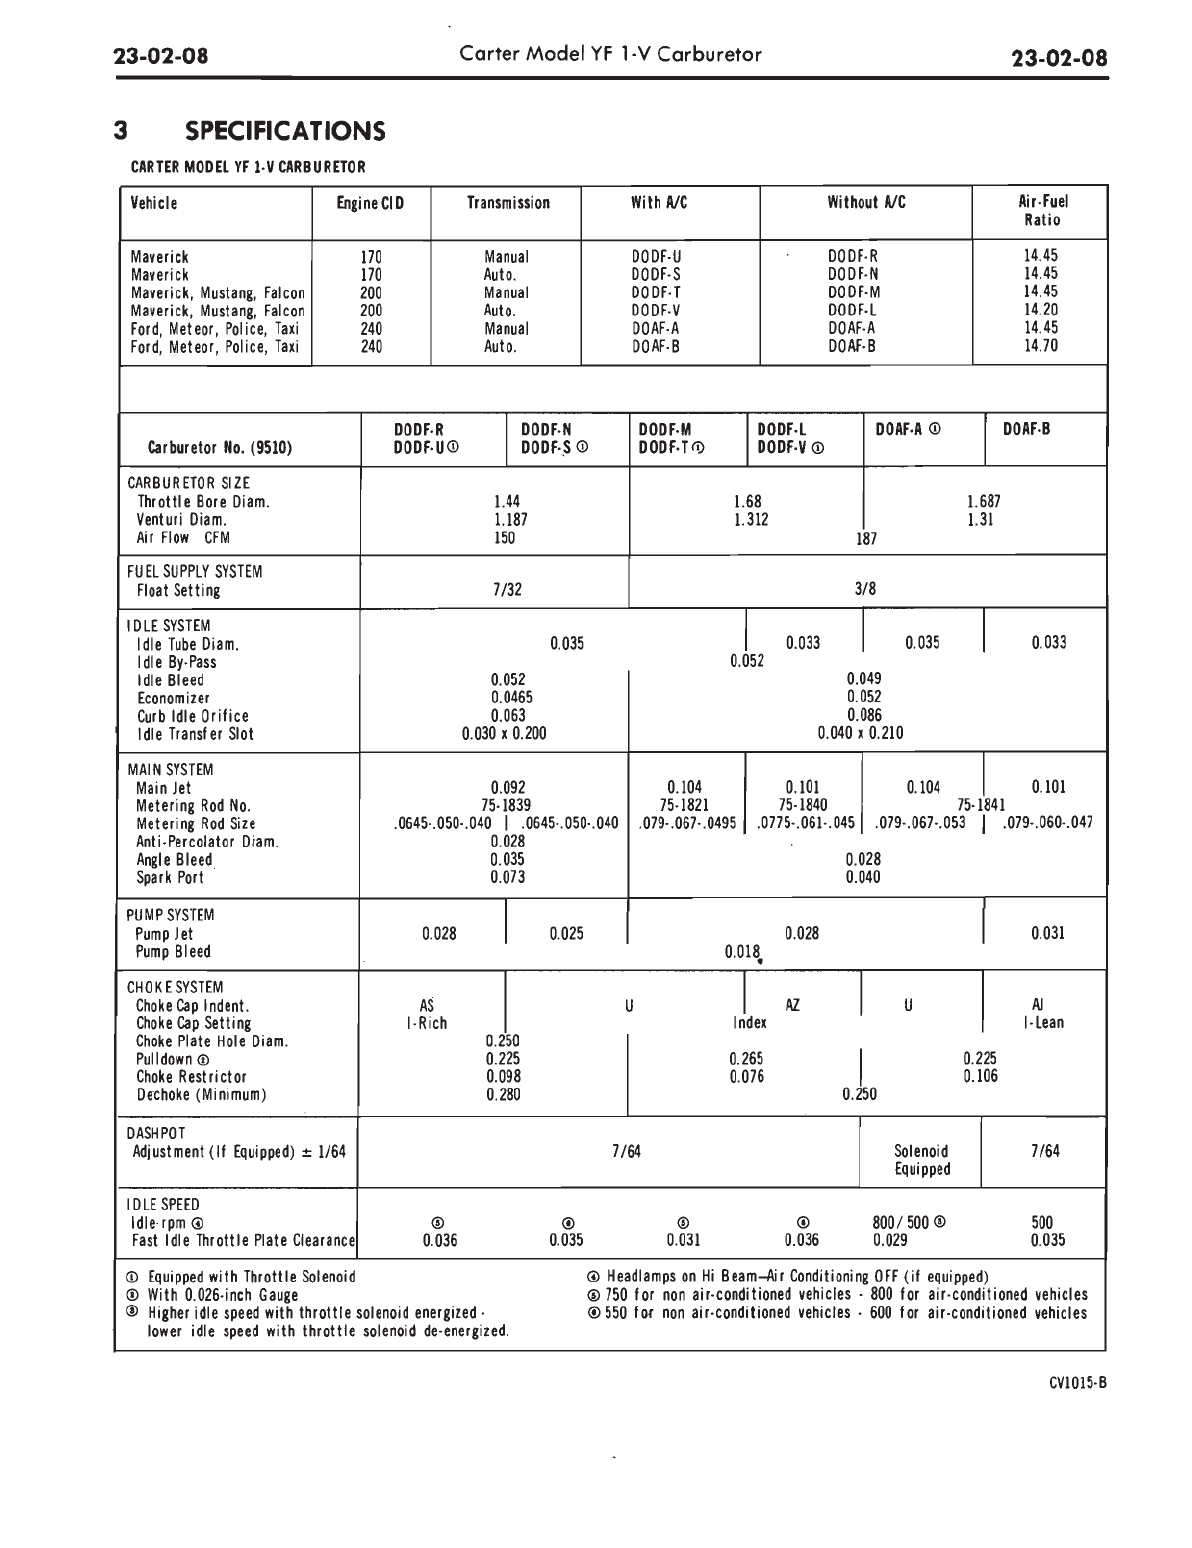 23-02-08 Carter Model YF 1-V Carburetor 23-02-08
3 SPECIFICATIONS
CARTER MODEL YF 1-V CARBURETOR
Vehicle Engine CID Transmission With A/C Without A/C Air-Fuel
Ratio
Maverick 170 Manual DODF-U DODF-R 14.45
Maverick 170 Auto. DODF-S DODF-N 14.45
Maverick, Mustang, Falcon 200 Manual DODF-T DODF-M 14.45
Maverick, Mustang, Falcon 200 Auto. DODF-V DODF-L 14.20
Ford, Meteor, Police, Taxi 240 Manual DOAF-A DOAF-A 14.45
Ford, Meteor, Police, Taxi 240 Auto. DOAF-B DOAF-B 14.70
DODF-R DODF-N DODF-M DODF-L DOAF-A ① DOAF-B
Carburetor No. (9510) DODF-U① DODF-S ① DODF-T① DODF-V ①
CARBURETOR SIZE
Throttle Bore Diam. 1.44 1.68 1.687
Venturi Diam. 1.187 1.312 1.31
Air Flow CFM 150 187
FUEL SUPPLY SYSTEM
Float Setting 7/32 3/8
IDLE SYSTEM
Idle Tube Diam. 0.035 0.033 0.035 0.033
Idle By-Pass 0.052
Idle Bleed 0.052 0.049
Economizer 0.0465 0.052
Curb Idle Orifice 0.063 0.086
Idle Transfer Slot 0.030 x 0.200 0.040 x 0.210
MAIN SYSTEM
Main Jet 0.092 0.104 0.101 0.104 0.101
Metering Rod No. 75-1839 75-1821 75-1840 75-1841
Metering Rod Size .0645-.050-.040 .0645-.050-.040 .079-.067-.0495 .0775-.061-.045 .079-.067-.053 .079-.060-.047
Anti-Percolator Diam. 0.028
Angle Bleed 0.035 0.028
Spark Port 0.073 0.040
PUMP SYSTEM
Pump Jet 0.028 0.025 0.028 0.031
Pump Bleed 0.018
CHOKE SYSTEM
Choke Cap Indent. AS U AZ U AJ
Choke Cap Setting I-Rich Index I-Lean
Choke Plate Hole Diam. 0.250
Pulldown ② 0.225 0.265 0.225
Choke Restrictor 0.098 0.076 0.106
Dechoke (Minimum) 0.280 0.250
DASHPOT
Adjustment (If Equipped) ± 1/64 7/64 Solenoid 7/64
Equipped
IDLE SPEED
Idle rpm ④ ⑤ ⑥ ⑤ ⑥ 800/ 500 ③ 500
Fast Idle Throttle Plate Clearance 0.036 0.035 0.031 0.036 0.029 0.035
① Equipped with Throttle Solenoid
② With 0.026-inch Gauge
③ Higher idle speed with throttle solenoid energized -
lower idle speed with throttle solenoid de-energized.
④ Headlamps on Hi Beam—Air Conditioning OFF (if equipped)
⑤ 750 for non air-conditioned vehicles - 800 for air-conditioned vehicles
⑥ 550 for non air-conditioned vehicles - 600 for air-conditioned vehicles
CV1015-B